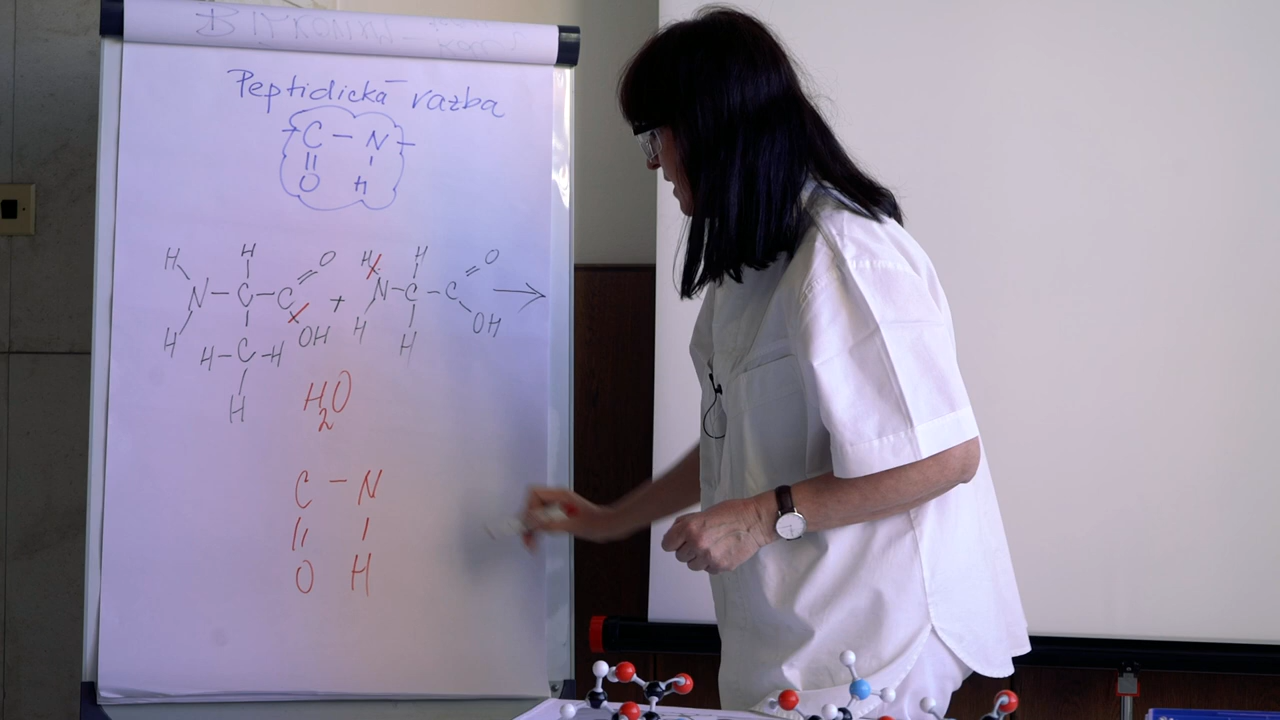 Peptidická vazba
– C – N –
|| |
O H
H H O H H O
N – C – C + N – C – C →
H OH H H OH
H – C – H
H
H2O
C – N
|| |
O H